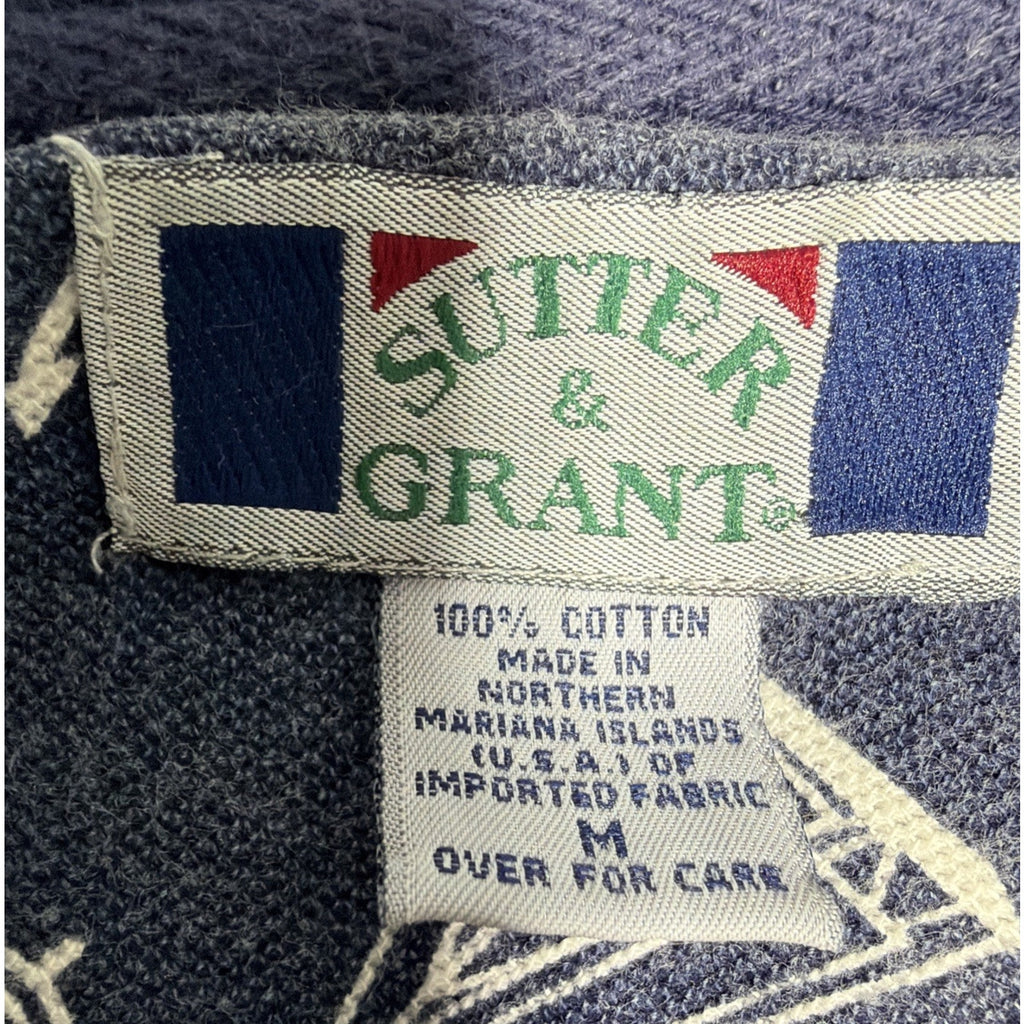 SUTTER
&
GRANT®
100% COTTON
MADE IN
NORTHERN
MARIANA ISLANDS
(U.S.A.) OF
IMPORTED FABRIC
M
OVER FOR CARE